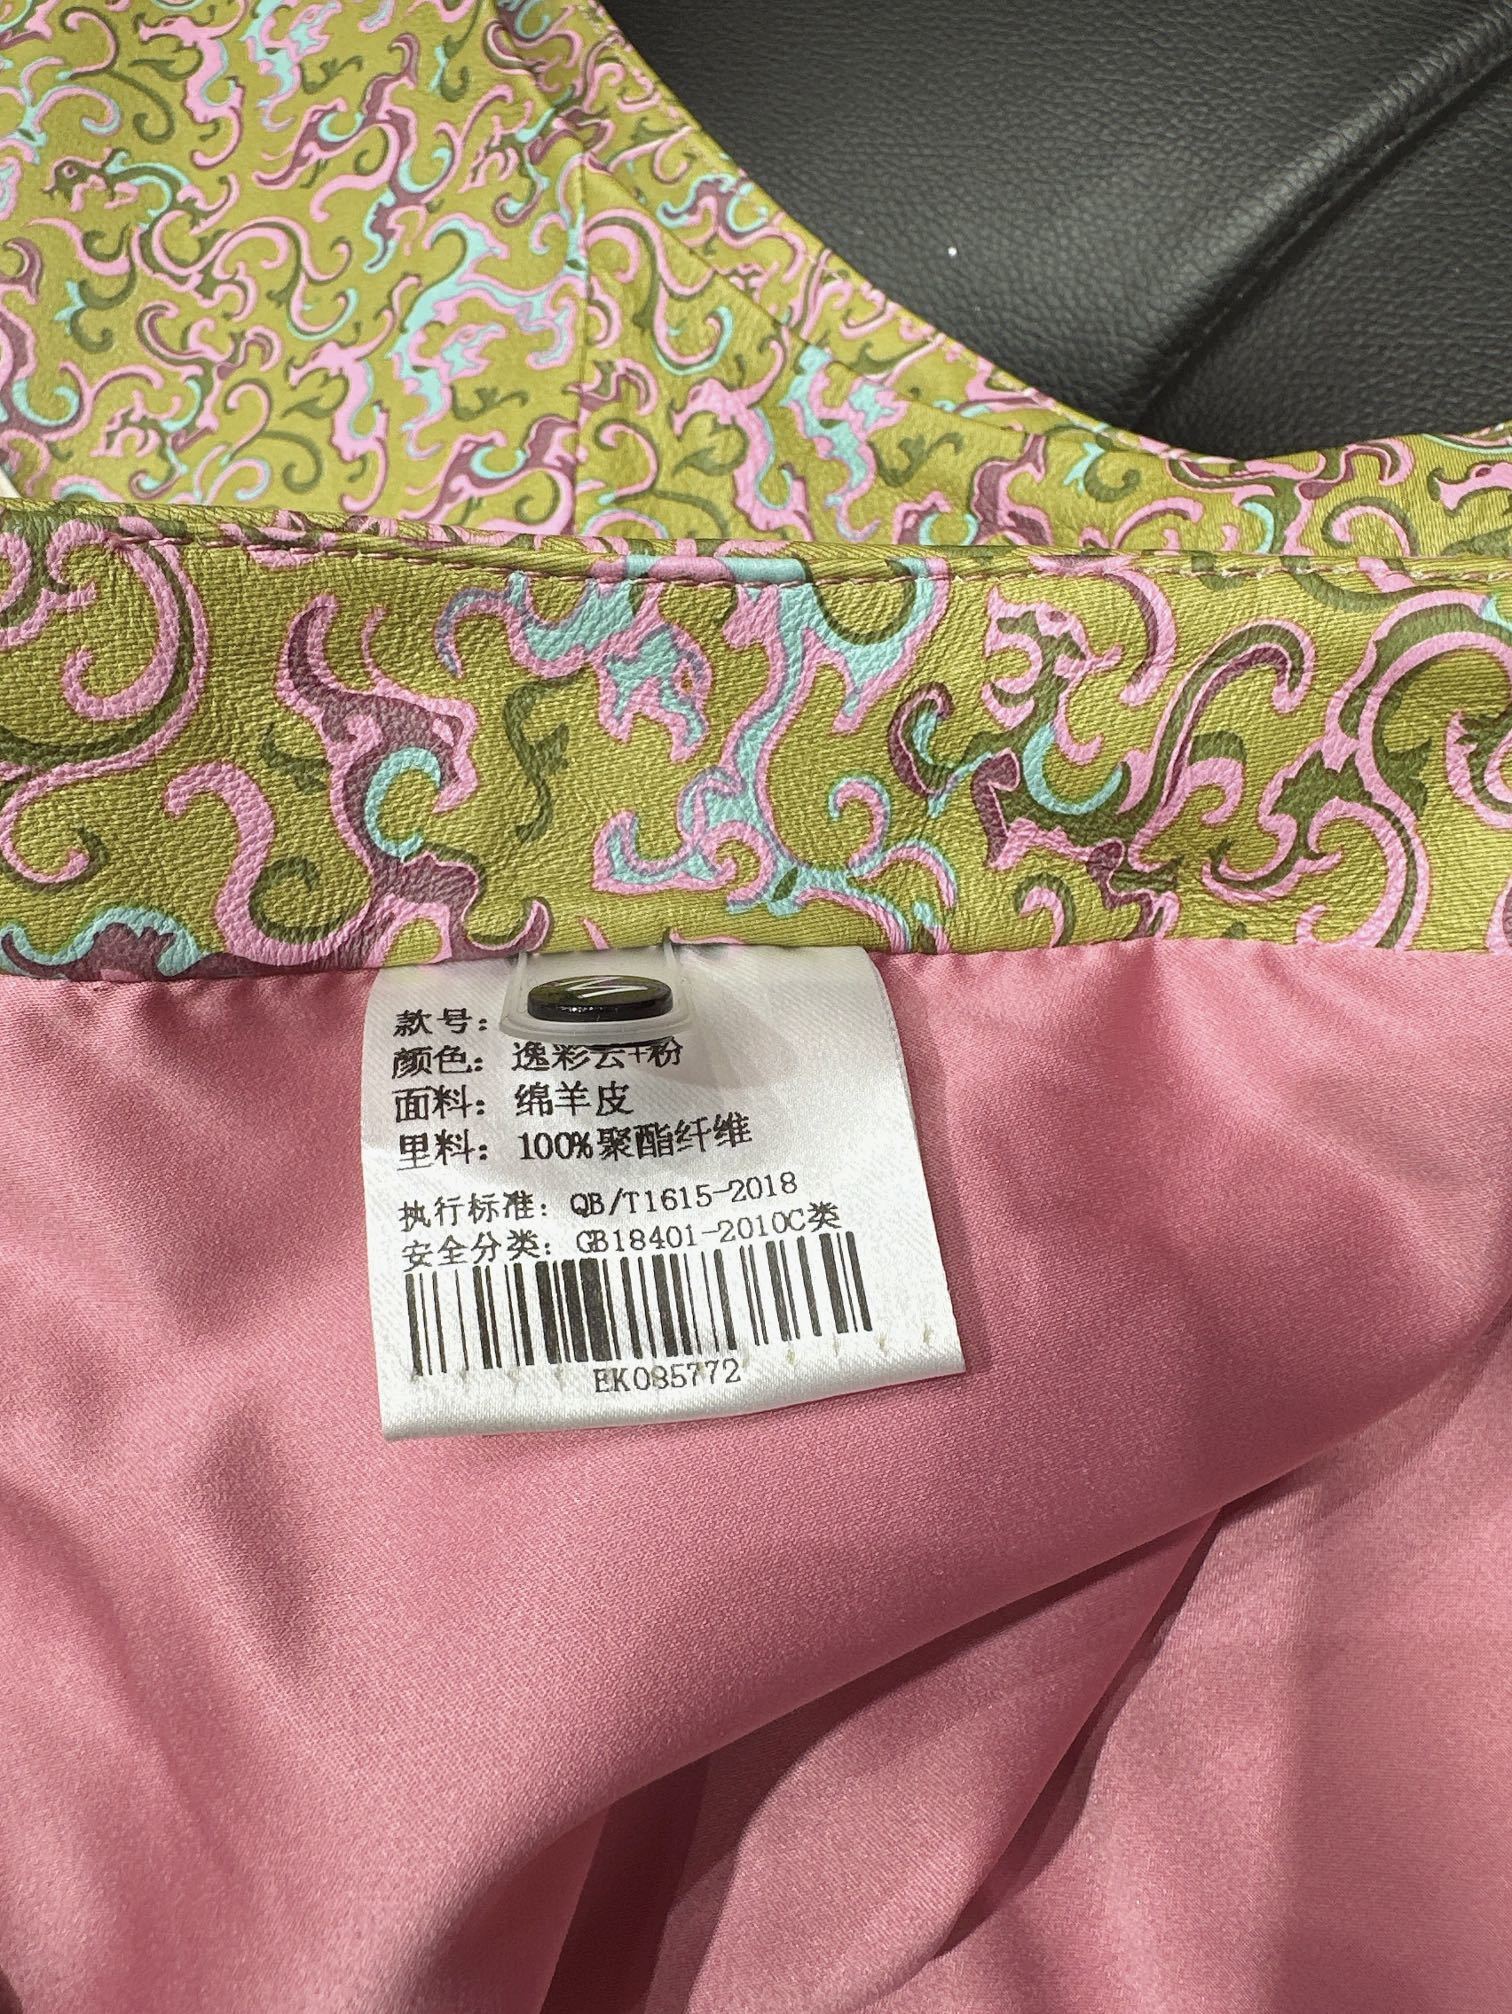 款号:
颜色: 逸彩云+粉
面料: 绵羊皮
里料: 100%聚酯纤维
执行标准: QB/T1615-2018
安全分类: GB18401-2010C类
EK085772